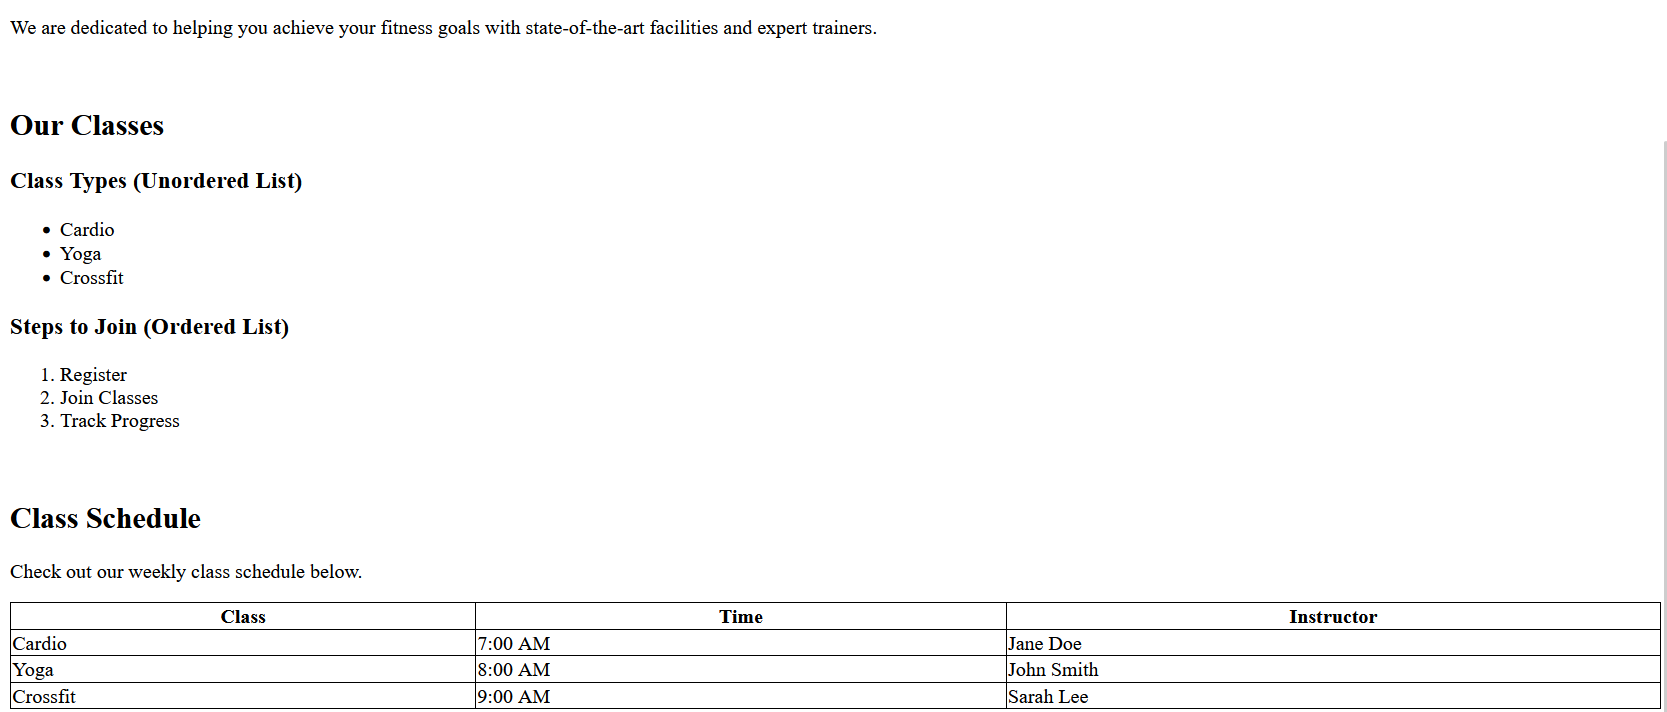 We are dedicated to helping you achieve your fitness goals with state-of-the-art facilities and expert trainers.
Our Classes
Class Types (Unordered List)
• Cardio
• Yoga
• Crossfit
Steps to Join (Ordered List)
1. Register
2. Join Classes
3. Track Progress
Class Schedule
Check out our weekly class schedule below.
Class Time Instructor
Cardio 7:00 AM Jane Doe
Yoga 8:00 AM John Smith
Crossfit 9:00 AM Sarah Lee